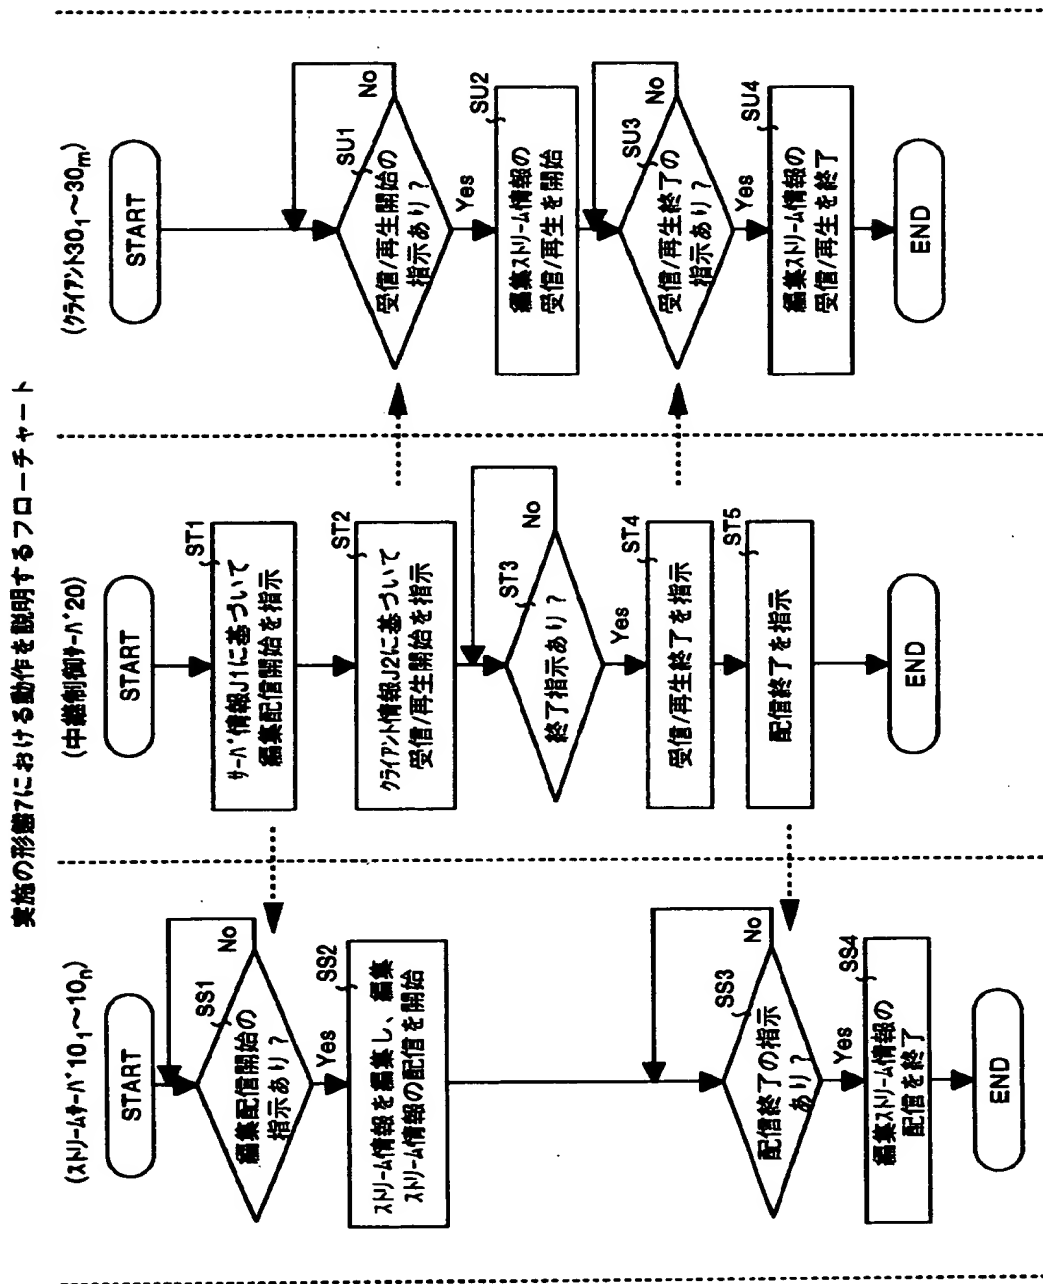 実施の形態7における動作を説明するフローチャート
(ストリームサーバ10₁～10ₙ)
START
編集配信開始の
指示あり?
SS1
No
Yes
SS2
ストリーム情報を編集し、編集
ストリーム情報の配信を開始
配信終了の指示
あり?
SS3
No
Yes
SS4
編集ストリーム情報の
配信を終了
END
(中継制御サーバ20)
START
ST1
サーバ情報J1に基づいて
編集配信開始を指示
ST2
クライアント情報J2に基づいて
受信/再生開始を指示
ST3
終了指示あり?
No
Yes
ST4
受信/再生終了を指示
ST5
配信終了を指示
END
(クライアント30₁～30ₘ)
START
SU1
受信/再生開始の
指示あり?
No
Yes
SU2
編集ストリーム情報の
受信/再生を開始
SU3
受信/再生終了の
指示あり?
No
Yes
SU4
編集ストリーム情報の
受信/再生を終了
END